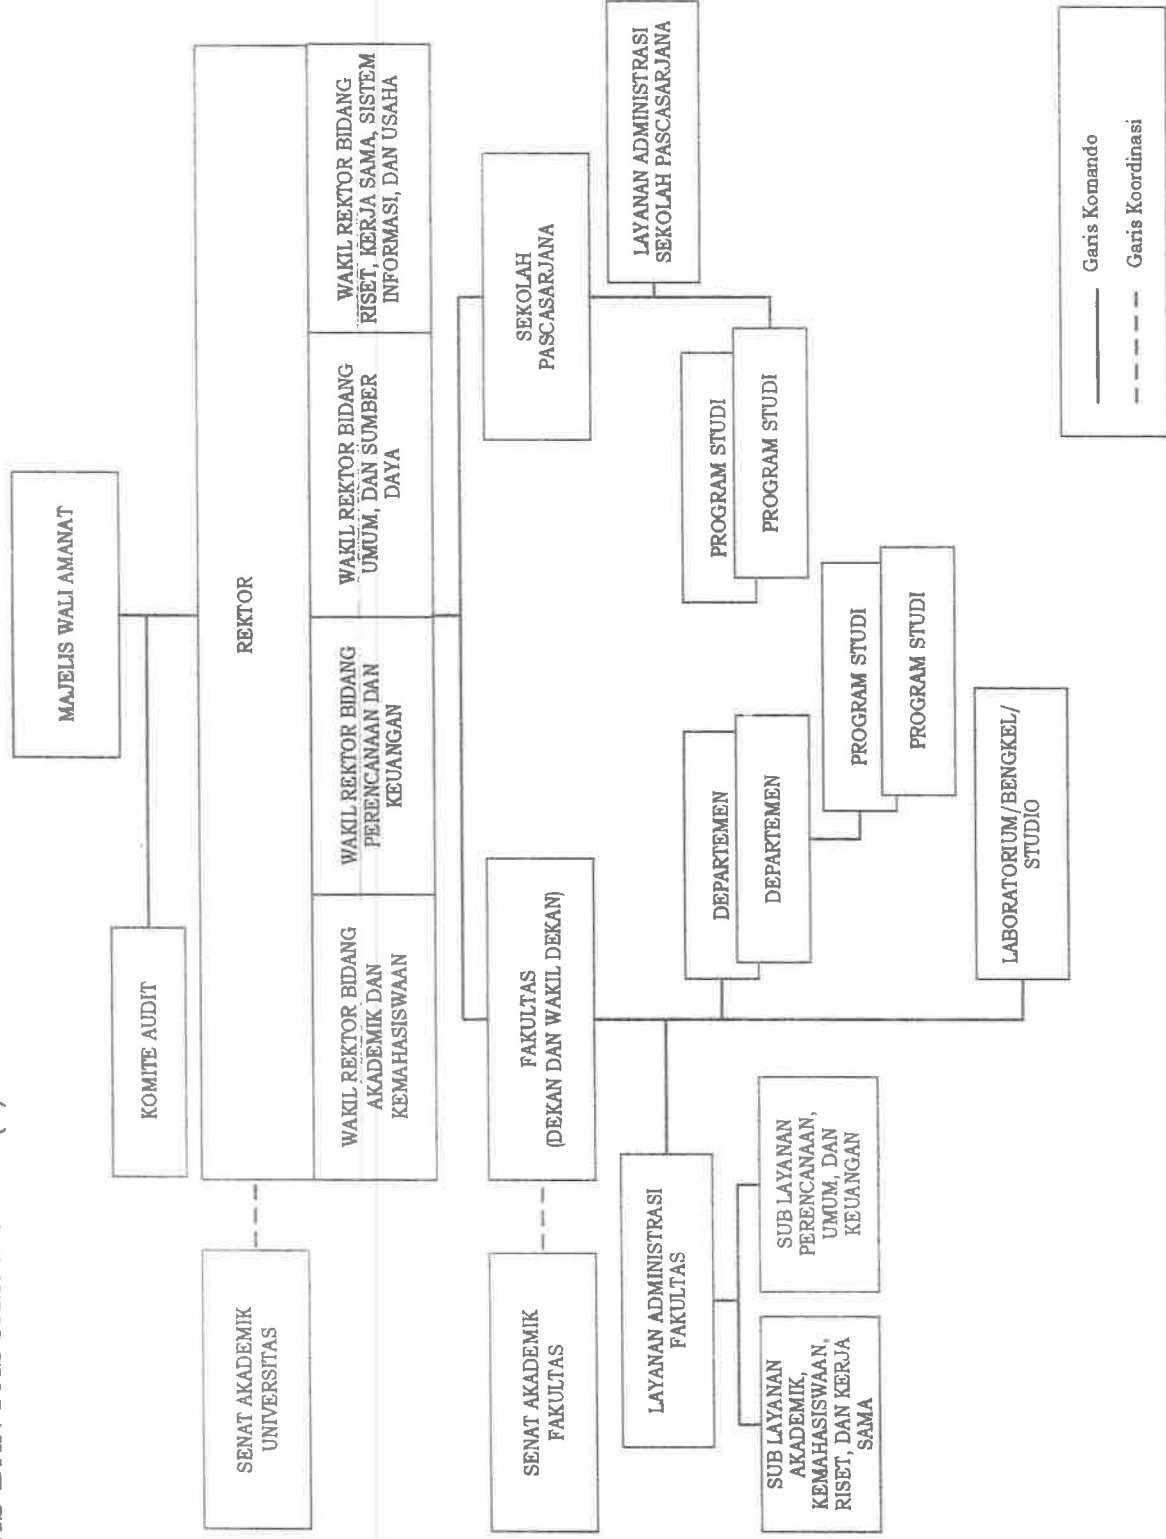 MAJELIS WALI AMANAT
KOMITE AUDIT
SENAT AKADEMIK
UNIVERSITAS
REKTOR
WAKIL REKTOR BIDANG
AKADEMIK DAN
KEMAHASISWAAN
WAKIL REKTOR BIDANG
PERENCANAAN DAN
KEUANGAN
WAKIL REKTOR BIDANG
UMUM, DAN SUMBER
DAYA
WAKIL REKTOR BIDANG
RISET, KERJA SAMA, SISTEM
INFORMASI, DAN USAHA
SENAT AKADEMIK
FAKULTAS
FAKULTAS
(DEKAN DAN WAKIL DEKAN)
SEKOLAH
PASCASARJANA
LAYANAN ADMINISTRASI
FAKULTAS
LAYANAN ADMINISTRASI
SEKOLAH PASCASARJANA
SUB LAYANAN
AKADEMIK,
KEMAHASISWAAN,
RISET, DAN KERJA
SAMA
SUB LAYANAN
PERENCANAAN,
UMUM, DAN
KEUANGAN
DEPARTEMEN
DEPARTEMEN
PROGRAM STUDI
PROGRAM STUDI
PROGRAM STUDI
PROGRAM STUDI
LABORATORIUM/BENGKEL/
STUDIO
Garis Komando
Garis Koordinasi